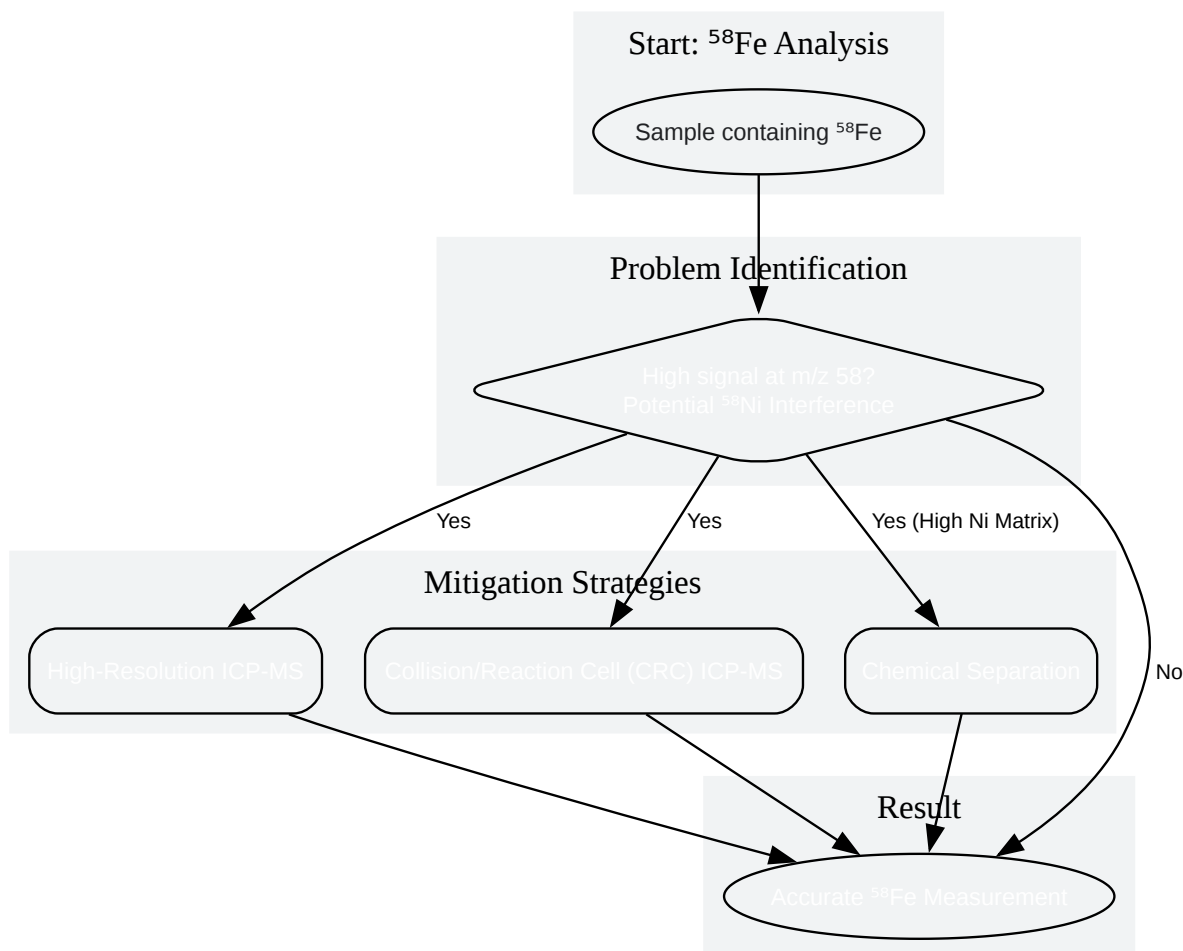 Start: ⁵⁸Fe Analysis
Sample containing ⁵⁸Fe
Problem Identification
High signal at m/z 58?
Potential ⁵⁸Ni Interference
Yes
Yes
Yes (High Ni Matrix)
Mitigation Strategies
High-Resolution ICP-MS
Collision/Reaction Cell (CRC) ICP-MS
Chemical Separation
No
Result
Accurate ⁵⁸Fe Measurement